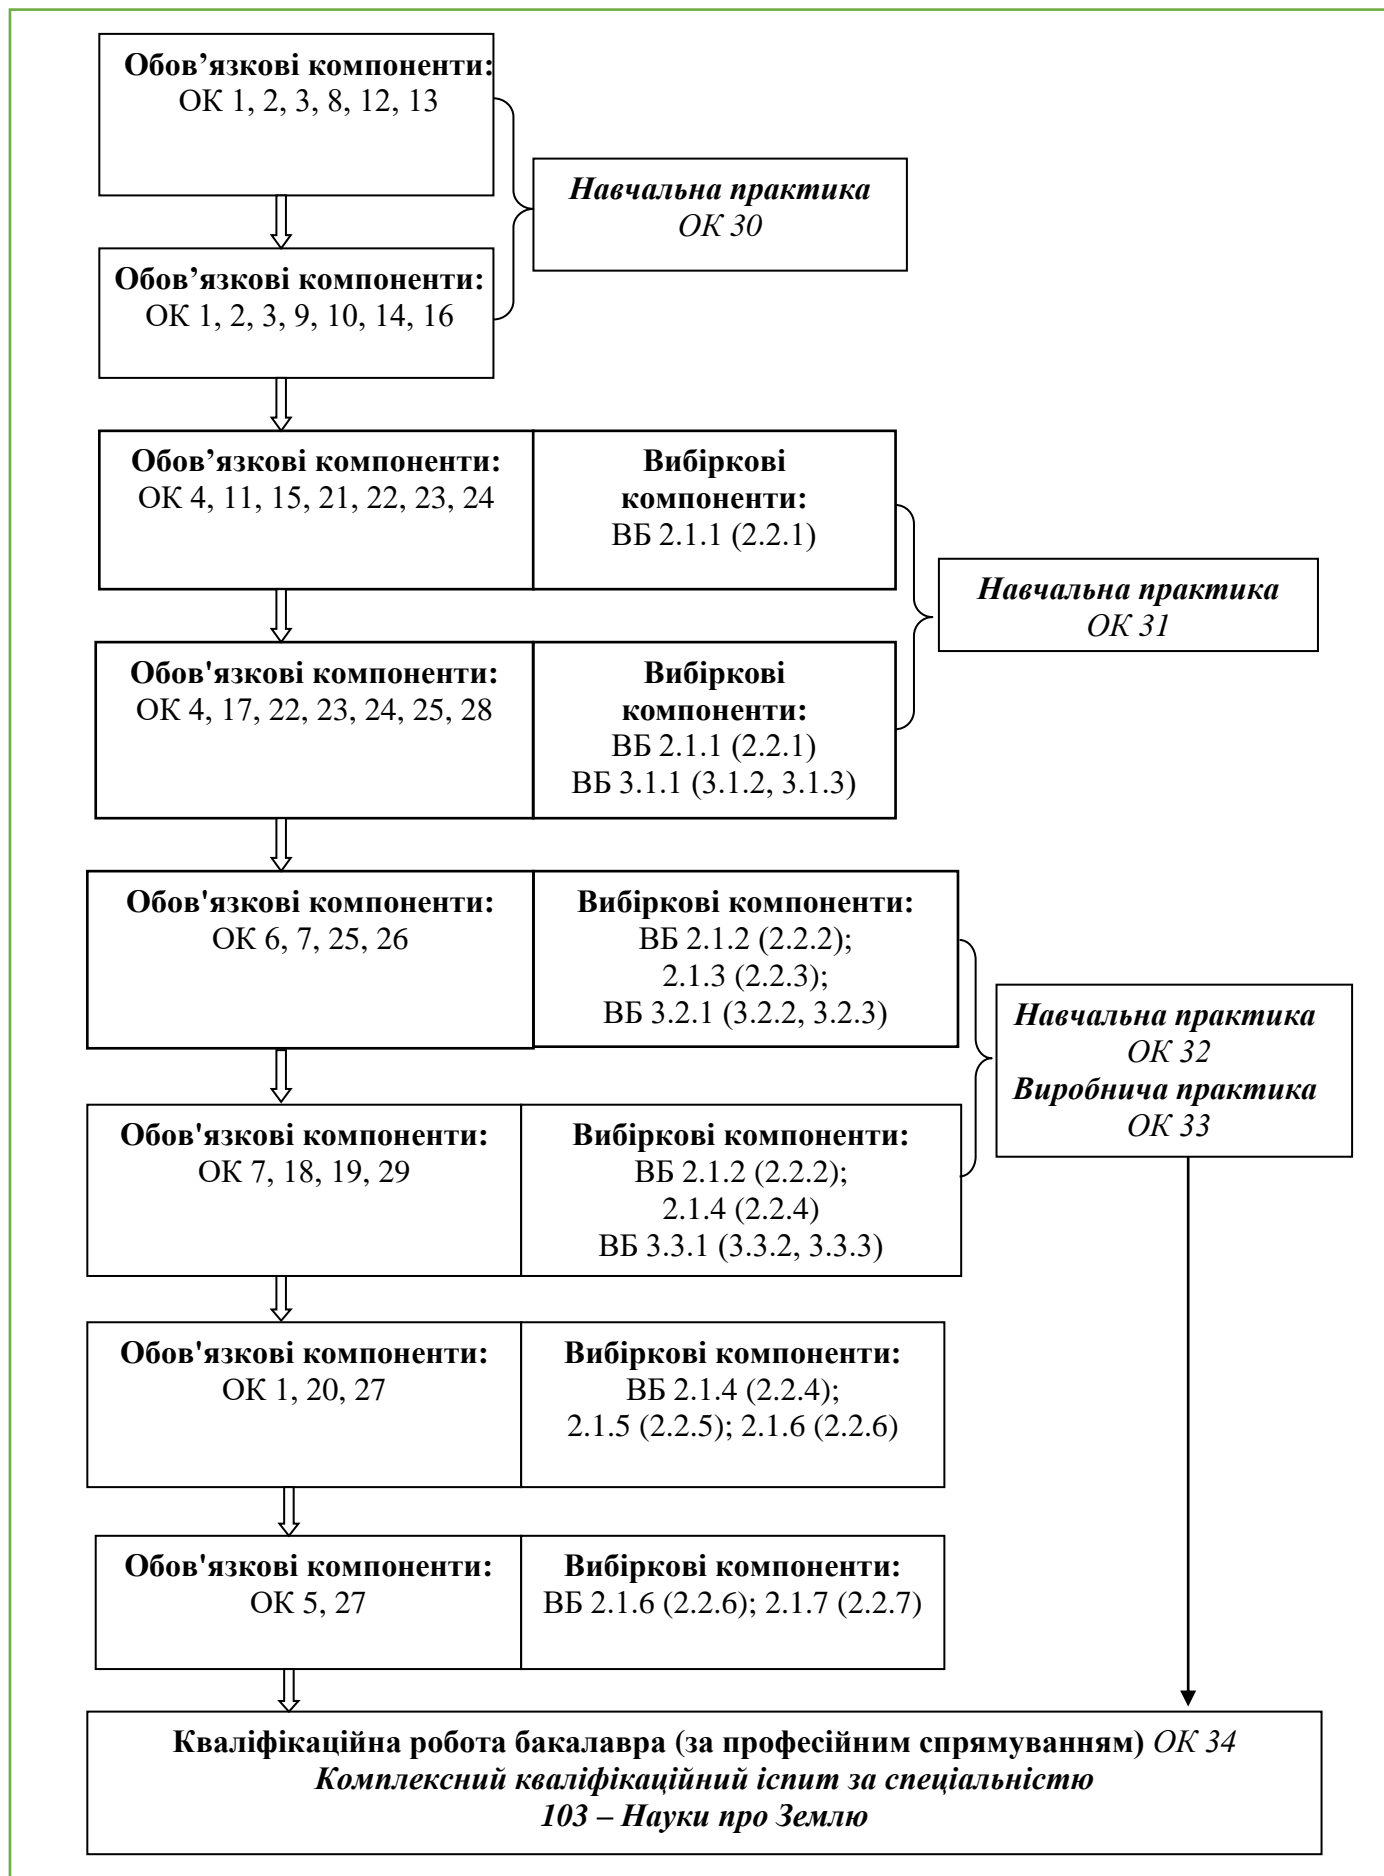 Обов’язкові компоненти:
ОК 1, 2, 3, 8, 12, 13
Навчальна практика
ОК 30
Обов’язкові компоненти:
ОК 1, 2, 3, 9, 10, 14, 16
Обов’язкові компоненти:
ОК 4, 11, 15, 21, 22, 23, 24
Вибіркові
компоненти:
ВБ 2.1.1 (2.2.1)
Навчальна практика
ОК 31
Обов'язкові компоненти:
ОК 4, 17, 22, 23, 24, 25, 28
Вибіркові
компоненти:
ВБ 2.1.1 (2.2.1)
ВБ 3.1.1 (3.1.2, 3.1.3)
Обов'язкові компоненти:
ОК 6, 7, 25, 26
Вибіркові компоненти:
ВБ 2.1.2 (2.2.2);
2.1.3 (2.2.3);
ВБ 3.2.1 (3.2.2, 3.2.3)
Навчальна практика
ОК 32
Виробнича практика
ОК 33
Обов'язкові компоненти:
ОК 7, 18, 19, 29
Вибіркові компоненти:
ВБ 2.1.2 (2.2.2);
2.1.4 (2.2.4)
ВБ 3.3.1 (3.3.2, 3.3.3)
Обов'язкові компоненти:
ОК 1, 20, 27
Вибіркові компоненти:
ВБ 2.1.4 (2.2.4);
2.1.5 (2.2.5); 2.1.6 (2.2.6)
Обов'язкові компоненти:
ОК 5, 27
Вибіркові компоненти:
ВБ 2.1.6 (2.2.6); 2.1.7 (2.2.7)
Кваліфікаційна робота бакалавра (за професійним спрямуванням) ОК 34
Комплексний кваліфікаційний іспит за спеціальністю
103 – Науки про Землю